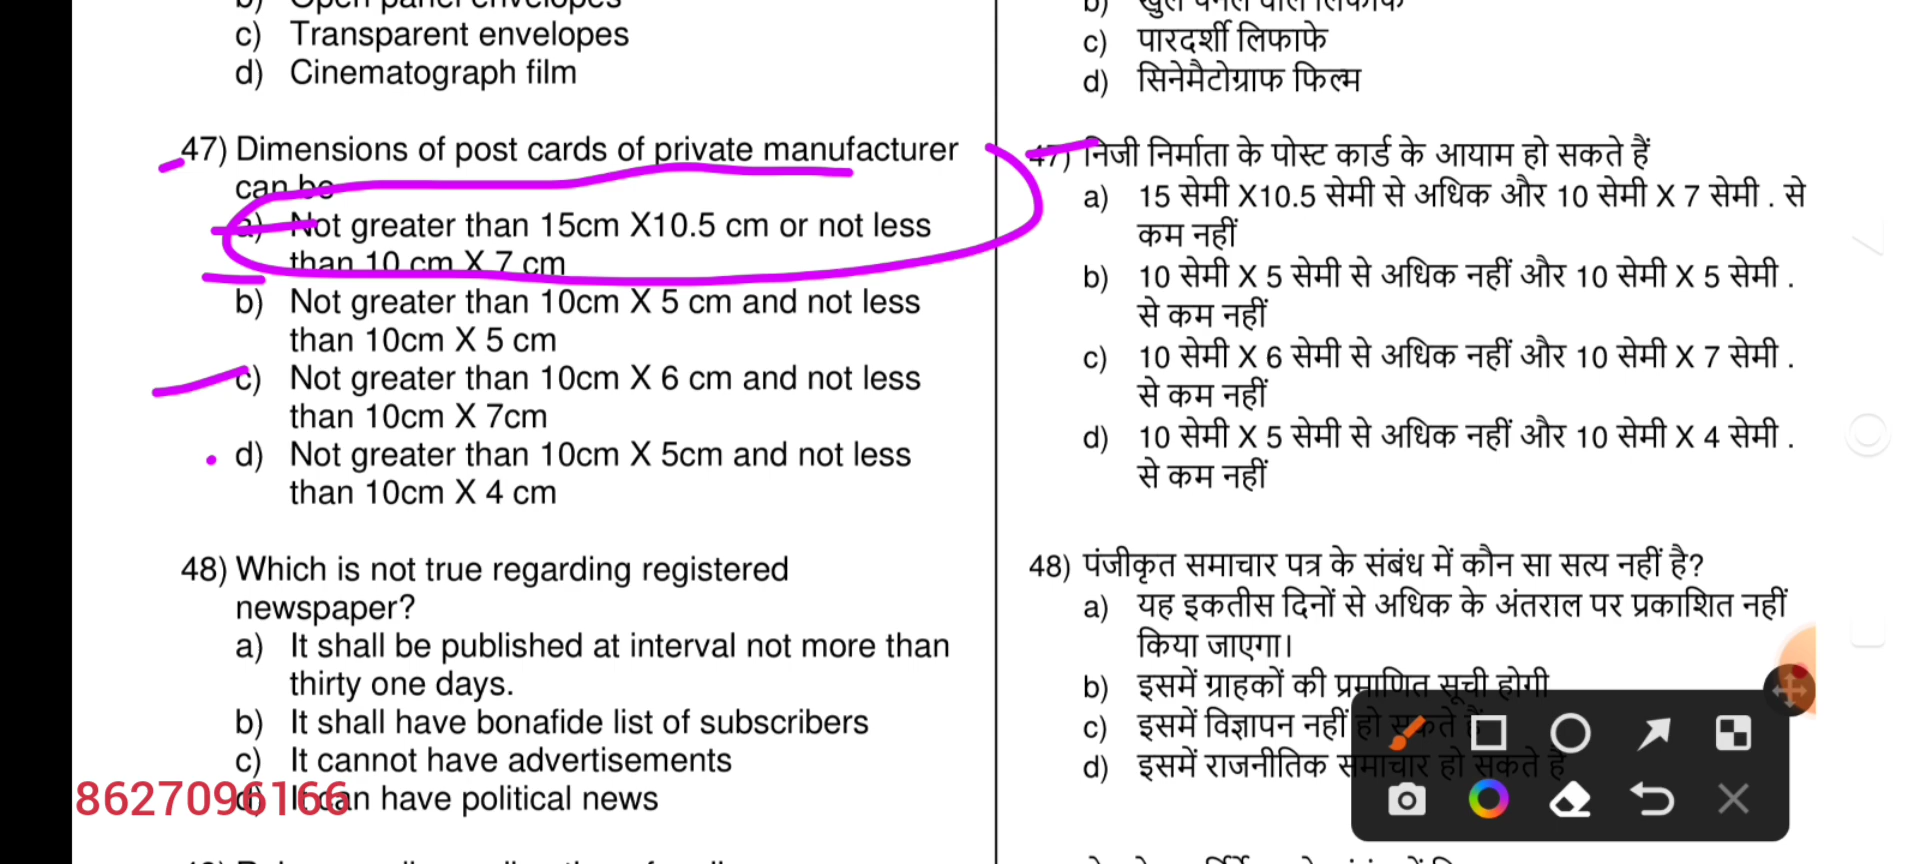 b) Open panel envelopes
c) Transparent envelopes
d) Cinematograph film
47) Dimensions of post cards of private manufacturer
can be
a) Not greater than 15cm X10.5 cm or not less
than 10 cm X 7 cm
b) Not greater than 10cm X 5 cm and not less
than 10cm X 5 cm
c) Not greater than 10cm X 6 cm and not less
than 10cm X 7cm
d) Not greater than 10cm X 5cm and not less
than 10cm X 4 cm
48) Which is not true regarding registered
newspaper?
a) It shall be published at interval not more than
thirty one days.
b) It shall have bonafide list of subscribers
c) It cannot have advertisements
d) It can have political news
8627096166
b)
c) पारदर्शी लिफाफे
d) सिनेमैटोग्राफ फिल्म
47) निजी निर्माता के पोस्ट कार्ड के आयाम हो सकते हैं
a) 15 सेमी X10.5 सेमी से अधिक और 10 सेमी X 7 सेमी . से
कम नहीं
b) 10 सेमी X 5 सेमी से अधिक नहीं और 10 सेमी X 5 सेमी .
से कम नहीं
c) 10 सेमी X 6 सेमी से अधिक नहीं और 10 सेमी X 7 सेमी .
से कम नहीं
d) 10 सेमी X 5 सेमी से अधिक नहीं और 10 सेमी X 4 सेमी .
से कम नहीं
48) पंजीकृत समाचार पत्र के संबंध में कौन सा सत्य नहीं है?
a) यह इकतीस दिनों से अधिक के अंतराल पर प्रकाशित नहीं
किया जाएगा।
b) इसमें ग्राहकों की प्रमाणित सूची होगी
c) इसमें विज्ञापन नहीं हो सकते हैं
d) इसमें राजनीतिक समाचार हो सकते हैं